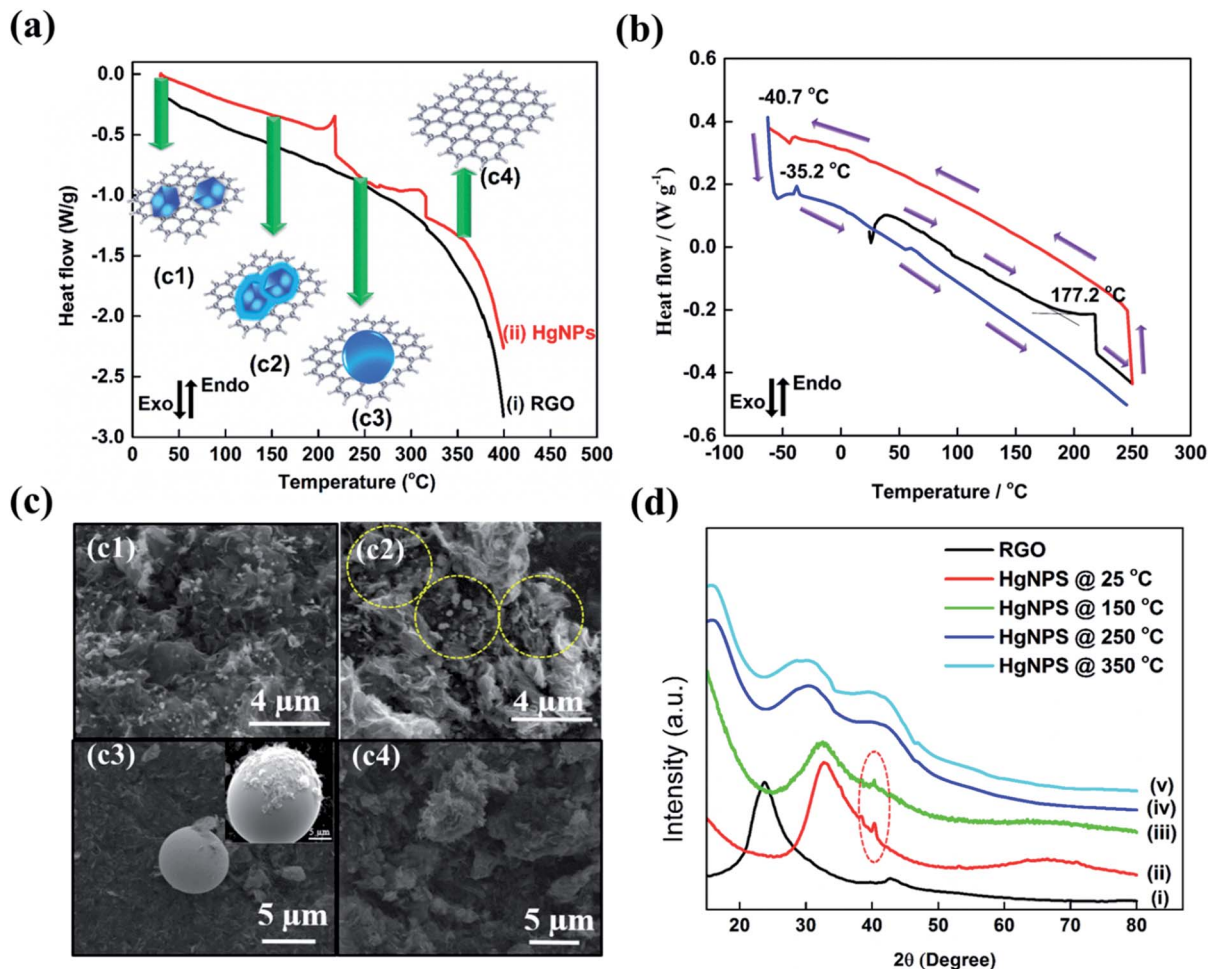 (a)
0.0
-0.5
-1.0
-1.5
-2.0
-2.5
-3.0
Heat flow (W/g)
0 50 100 150 200 250 300 350 400 450 500
Temperature (°C)
(c1)
(c2)
(c3)
(c4)
(ii) HgNPs
(i) RGO
Exo
Endo
(b)
0.6
0.4
0.2
0.0
-0.2
-0.4
-0.6
Heat flow / (W g⁻¹)
-100 -50 0 50 100 150 200 250 300
Temperature / °C
-40.7 °C
-35.2 °C
177.2 °C
Exo
Endo
(c)
(c1)
4 μm
(c2)
4 μm
(c3)
5 μm
5 μm
(c4)
5 μm
(d)
RGO
HgNPS @ 25 °C
HgNPS @ 150 °C
HgNPS @ 250 °C
HgNPS @ 350 °C
(v)
(iv)
(iii)
(ii)
(i)
Intensity (a.u.)
20 30 40 50 60 70 80
2θ (Degree)